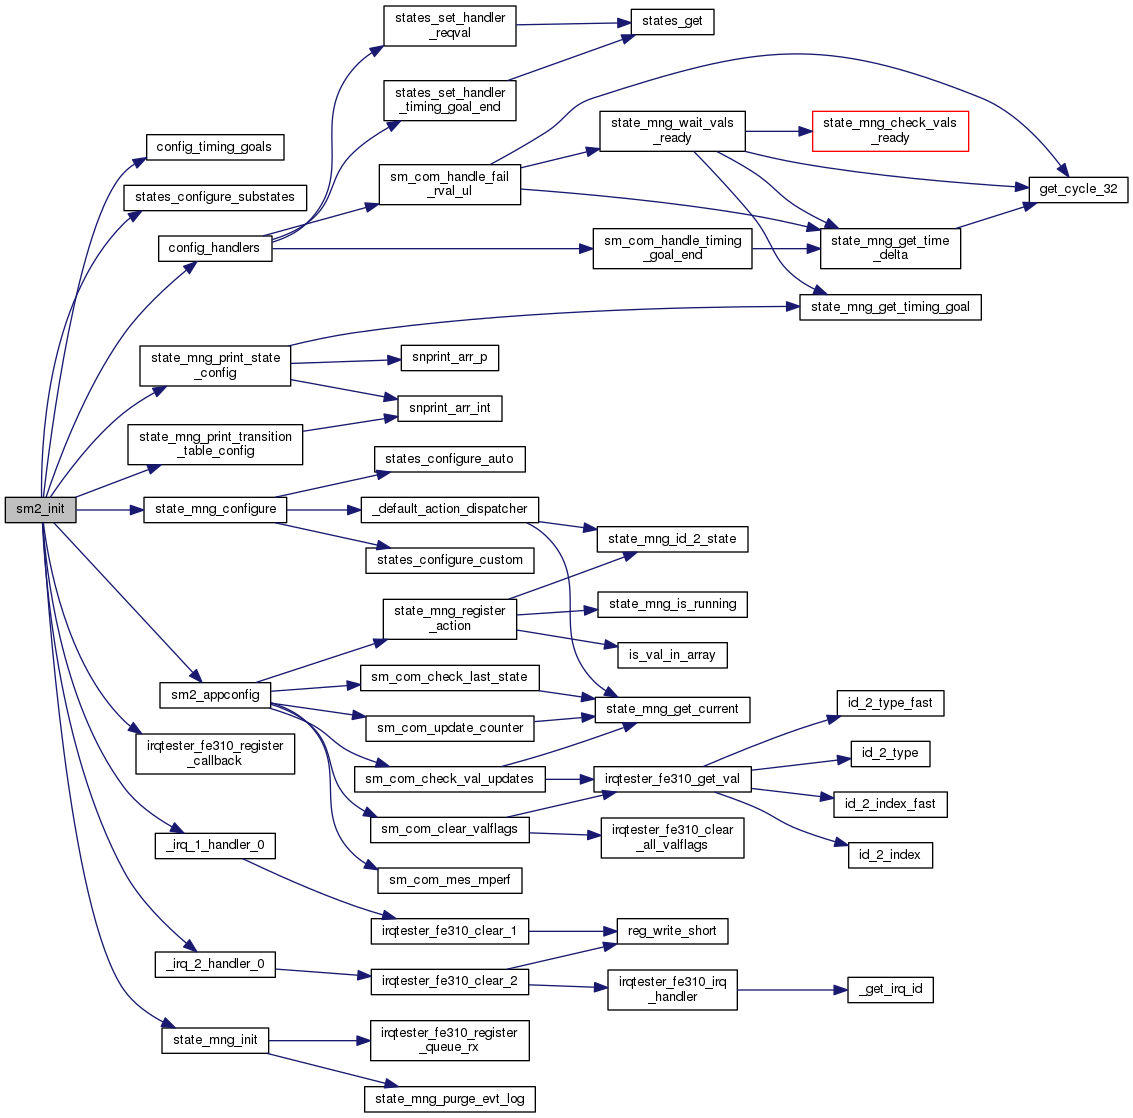 states_set_handler
_reqval
states_get
states_set_handler
_timing_goal_end
state_mng_wait_vals
_ready
state_mng_check_vals
_ready
config_timing_goals
sm_com_handle_fail
_rval_ul
get_cycle_32
states_configure_substates
config_handlers
sm_com_handle_timing
_goal_end
state_mng_get_time
_delta
state_mng_get_timing_goal
state_mng_print_state
_config
snprint_arr_p
snprint_arr_int
state_mng_print_transition
_table_config
states_configure_auto
sm2_init
state_mng_configure
_default_action_dispatcher
state_mng_id_2_state
states_configure_custom
state_mng_register
_action
state_mng_is_running
is_val_in_array
sm2_appconfig
sm_com_check_last_state
state_mng_get_current
id_2_type_fast
sm_com_update_counter
irqtester_fe310_register
_callback
id_2_type
sm_com_check_val_updates
irqtester_fe310_get_val
id_2_index_fast
sm_com_clear_valflags
irqtester_fe310_clear
_all_valflags
_irq_1_handler_0
id_2_index
sm_com_mes_mperf
irqtester_fe310_clear_1
reg_write_short
_irq_2_handler_0
irqtester_fe310_clear_2
irqtester_fe310_irq
_handler
_get_irq_id
state_mng_init
irqtester_fe310_register
_queue_rx
state_mng_purge_evt_log